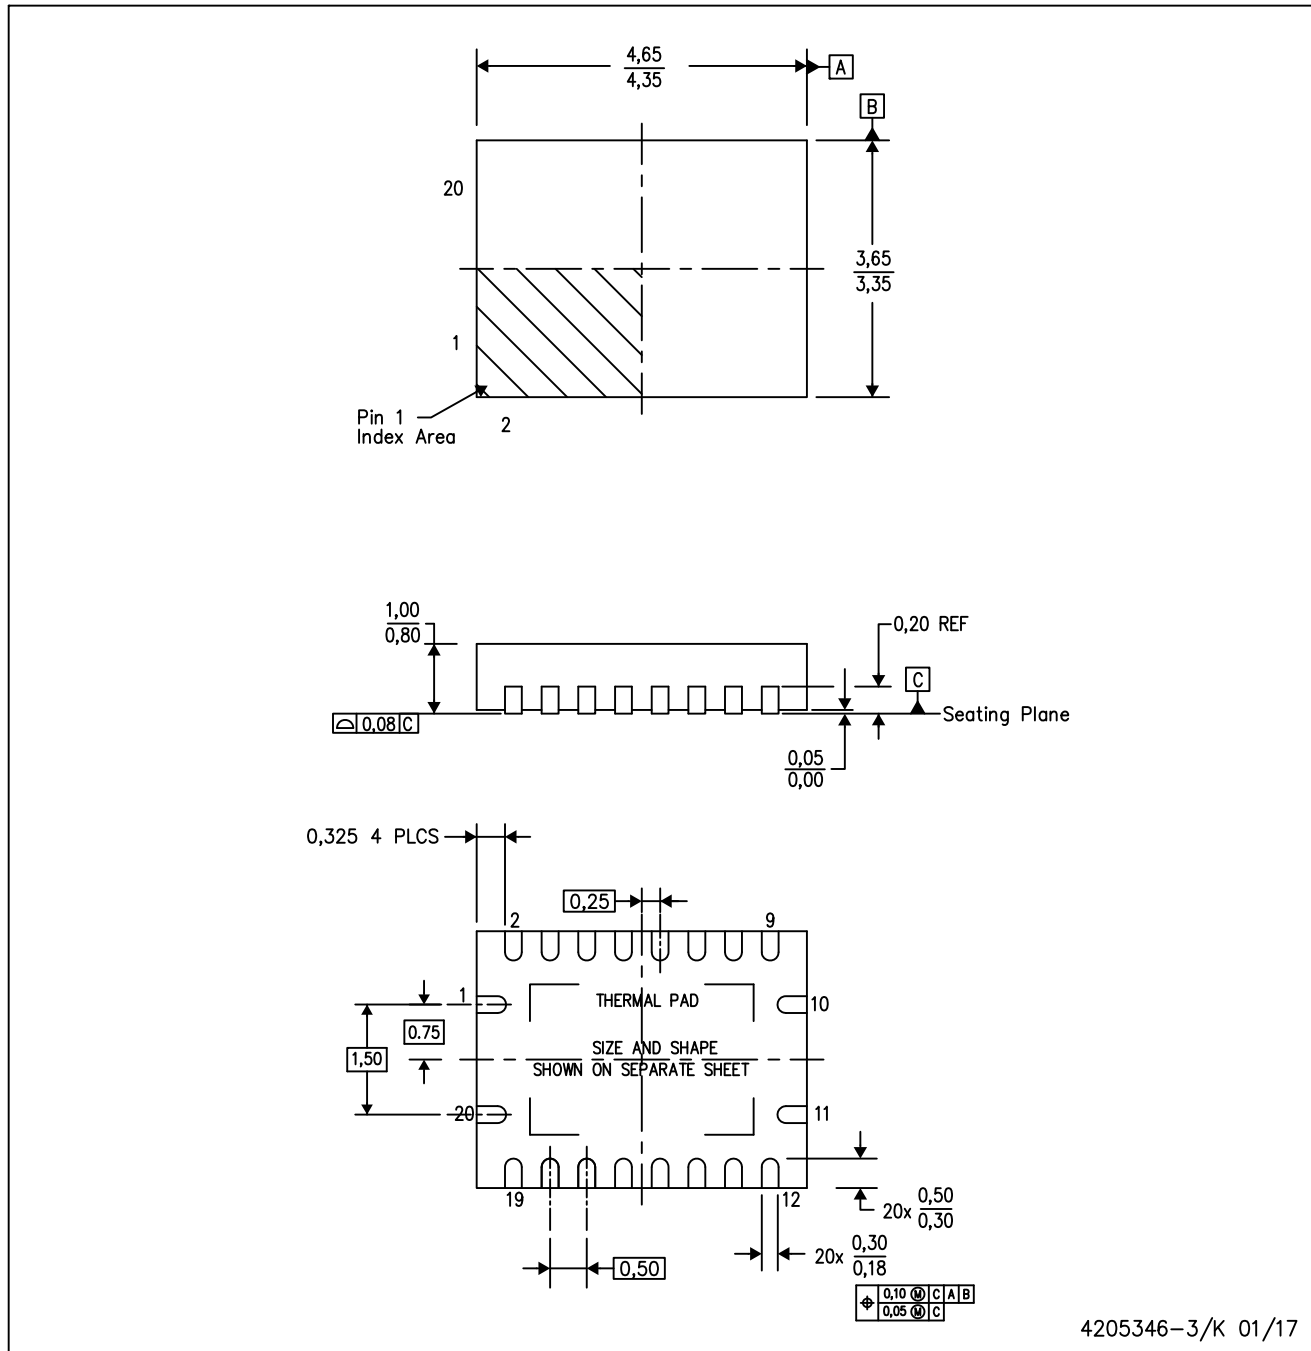 4,65
4,35
A
B
20
3,65
3,35
1
Pin 1
Index Area
2
1,00
0,80
0,20 REF
C
0,08 C
Seating Plane
0,05
0,00
0,325 4 PLCS
0,25
2
9
1
THERMAL PAD
10
0.75
1,50
SIZE AND SHAPE
SHOWN ON SEPARATE SHEET
20
11
19
12
20x 0,50
0,30
20x 0,30
0,18
0,50
0,10 Ⓜ C A B
0,05 Ⓜ C
4205346-3/K 01/17